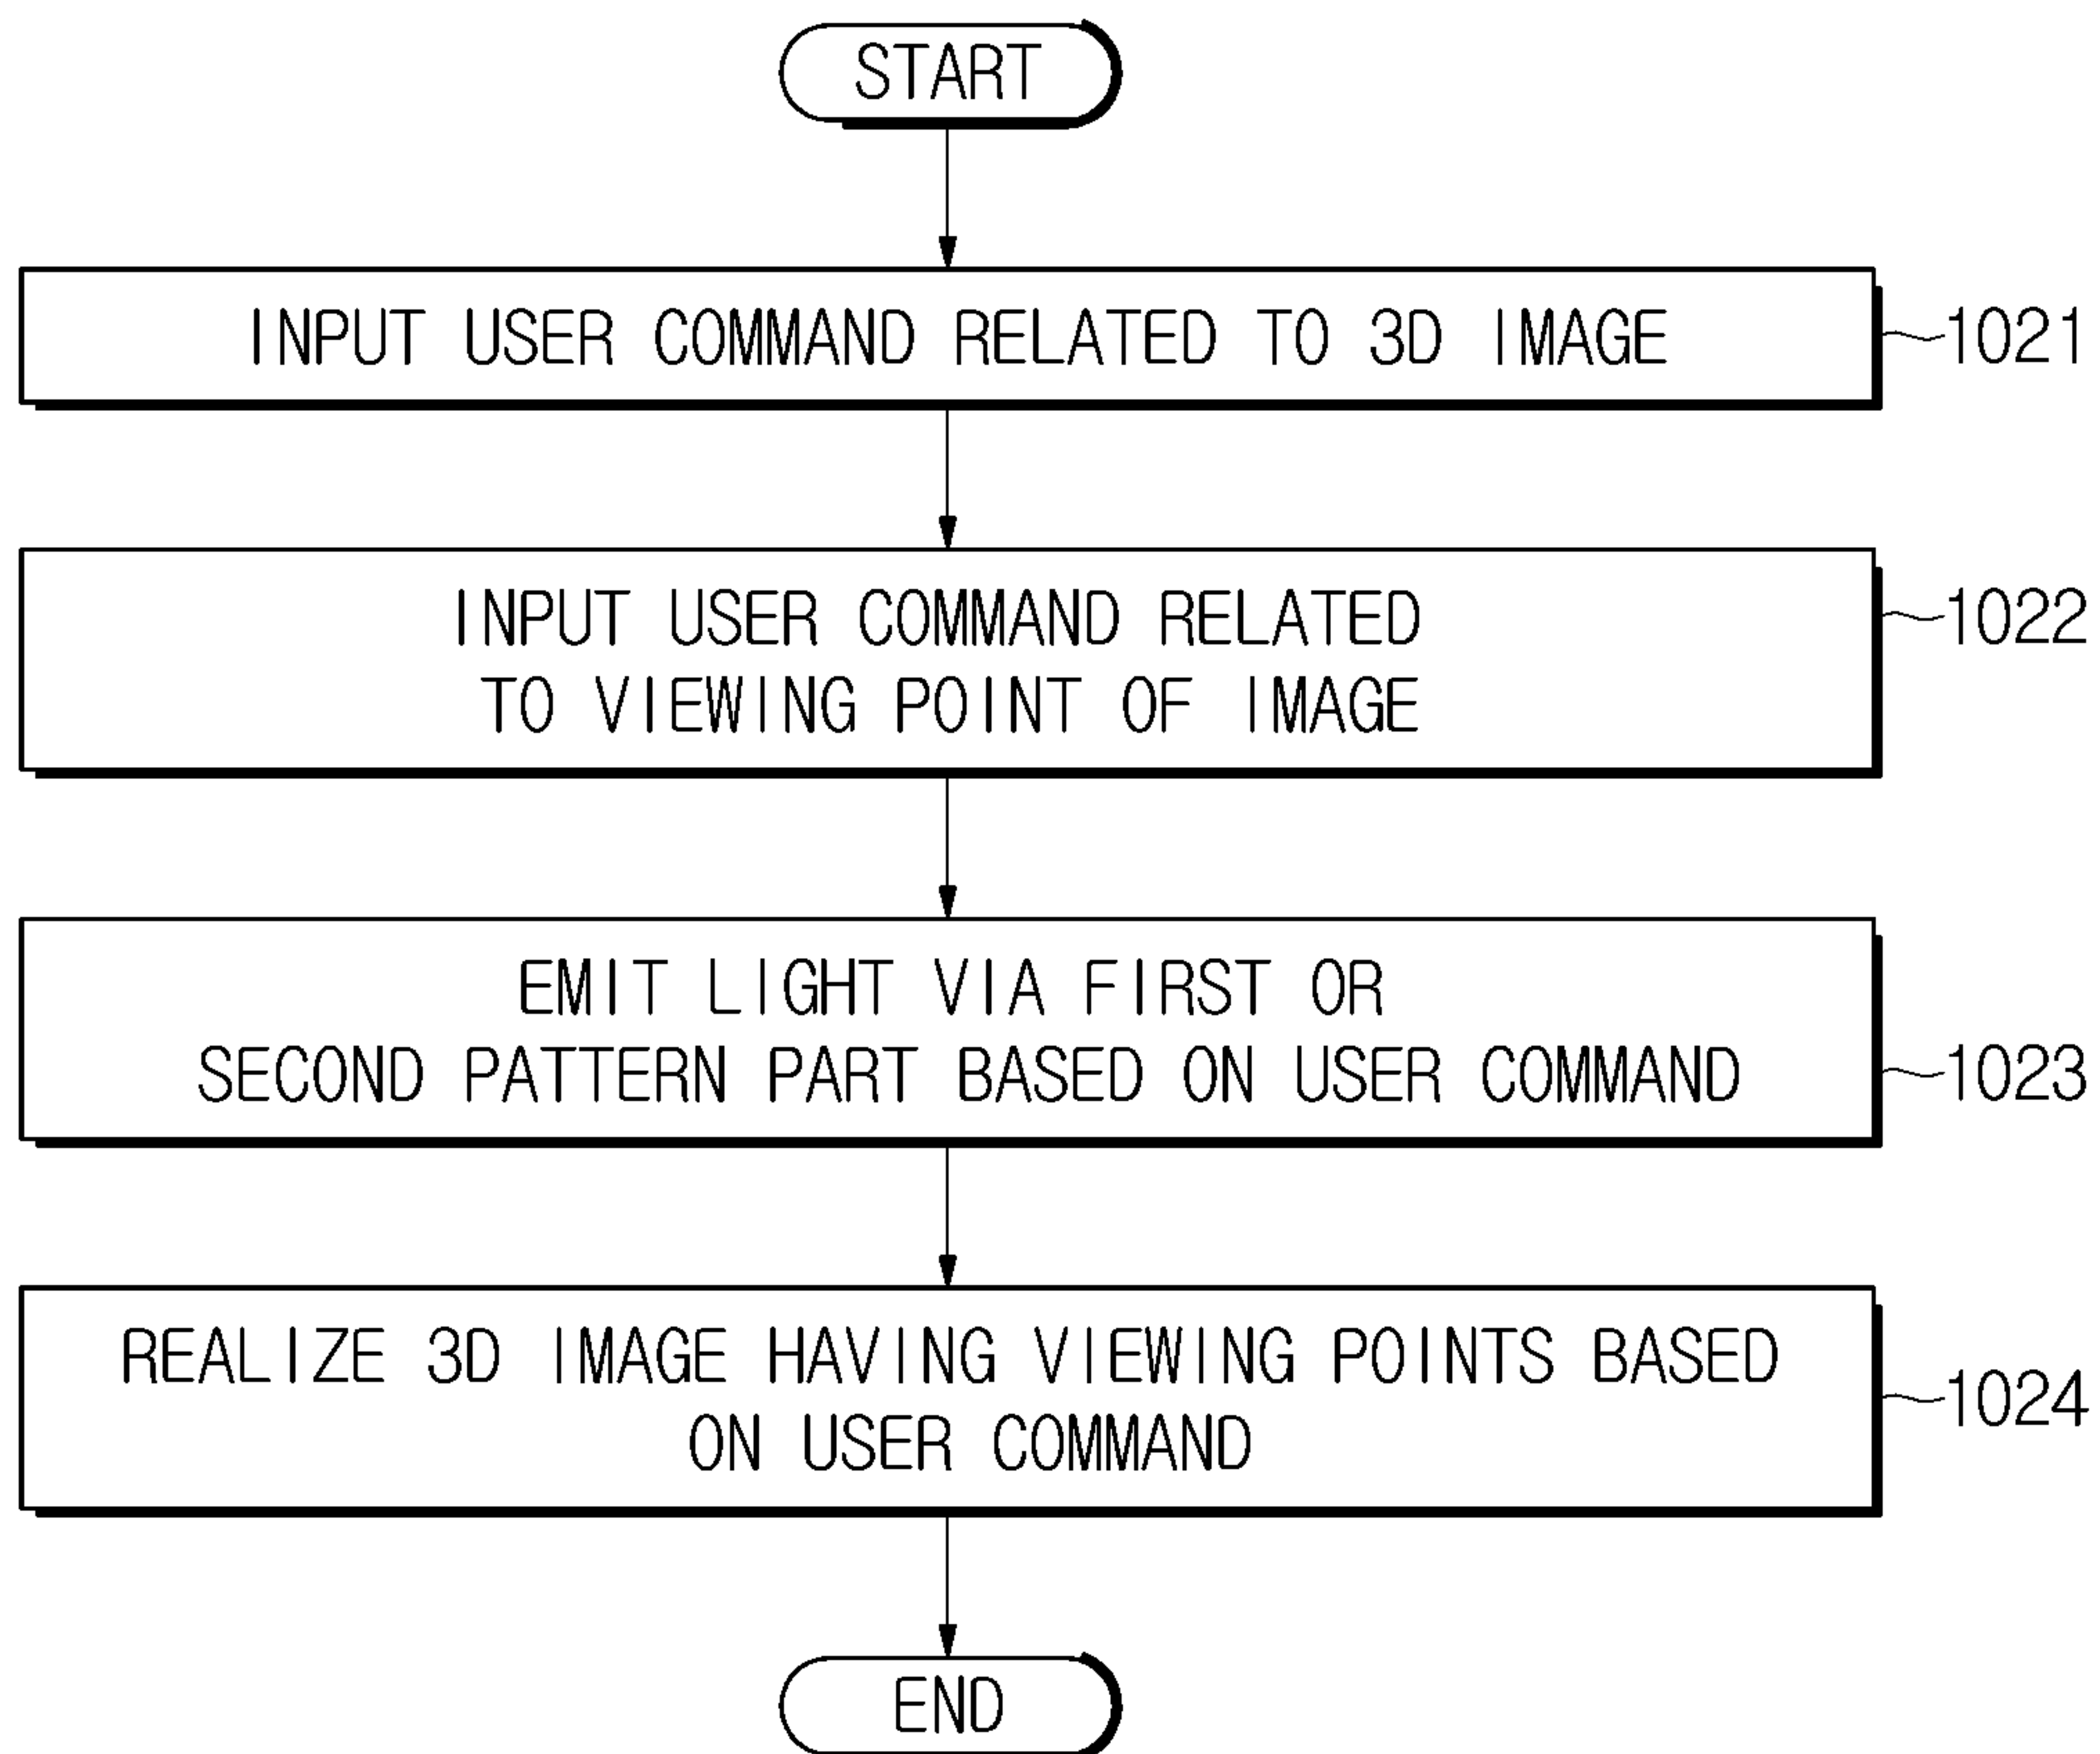 START
INPUT USER COMMAND RELATED TO 3D IMAGE
1021
INPUT USER COMMAND RELATED
TO VIEWING POINT OF IMAGE
1022
EMIT LIGHT VIA FIRST OR
SECOND PATTERN PART BASED ON USER COMMAND
1023
REALIZE 3D IMAGE HAVING VIEWING POINTS BASED
ON USER COMMAND
1024
END